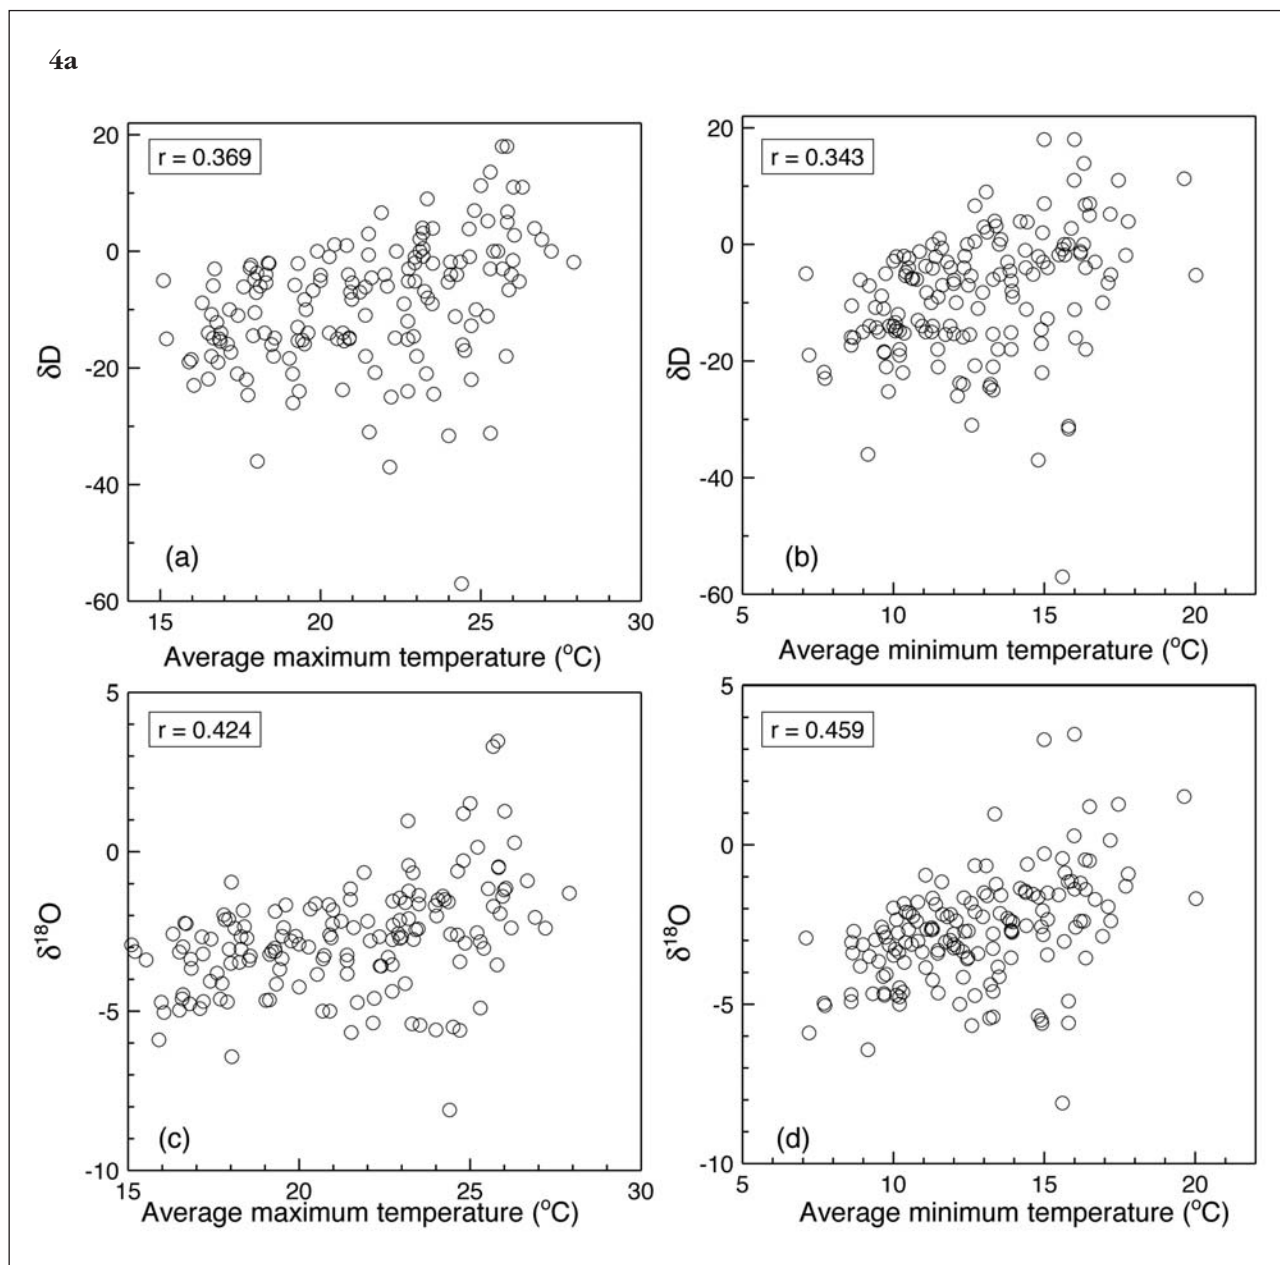 4a
r = 0.369
20
0
-20
-40
-60
δD
(a)
15
20
25
30
Average maximum temperature (°C)
r = 0.343
20
0
-20
-40
-60
δD
(b)
5
10
15
20
Average minimum temperature (°C)
r = 0.424
5
0
-5
-10
δ¹⁸O
(c)
15
20
25
30
Average maximum temperature (°C)
r = 0.459
5
0
-5
-10
δ¹⁸O
(d)
5
10
15
20
Average minimum temperature (°C)